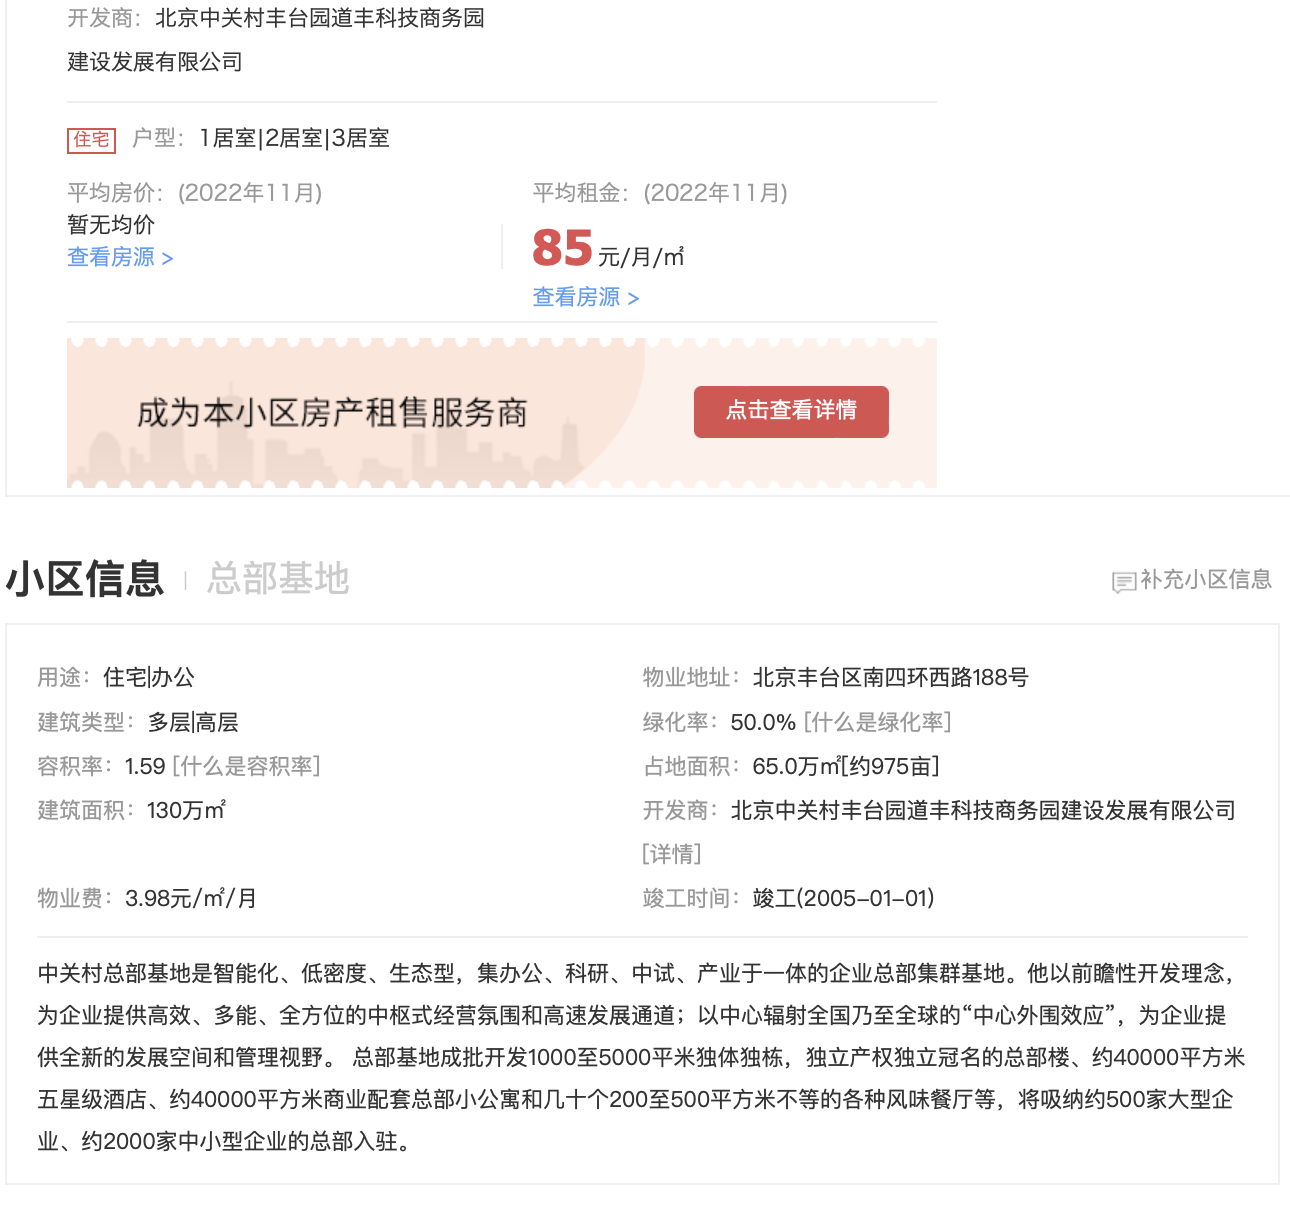 开发商：北京中关村丰台园道丰科技商务园
建设发展有限公司
住宅 户型：1居室|2居室|3居室
平均房价：(2022年11月)
暂无均价
查看房源 >
平均租金：(2022年11月)
85元/月/㎡
查看房源 >
成为本小区房产租售服务商
点击查看详情
小区信息 总部基地
补充小区信息
用途：住宅|办公
物业地址：北京丰台区南四环西路188号
建筑类型：多层|高层
绿化率：50.0% [什么是绿化率]
容积率：1.59 [什么是容积率]
占地面积：65.0万㎡[约975亩]
建筑面积：130万㎡
开发商：北京中关村丰台园道丰科技商务园建设发展有限公司
[详情]
物业费：3.98元/㎡/月
竣工时间：竣工(2005-01-01)
中关村总部基地是智能化、低密度、生态型，集办公、科研、中试、产业于一体的企业总部集群基地。他以前瞻性开发理念，
为企业提供高效、多能、全方位的中枢式经营氛围和高速发展通道；以中心辐射全国乃至全球的“中心外围效应”，为企业提
供全新的发展空间和管理视野。 总部基地成批开发1000至5000平米独体独栋，独立产权独立冠名的总部楼、约40000平方米
五星级酒店、约40000平方米商业配套总部小公寓和几十个200至500平方米不等的各种风味餐厅等，将吸纳约500家大型企
业、约2000家中小型企业的总部入驻。